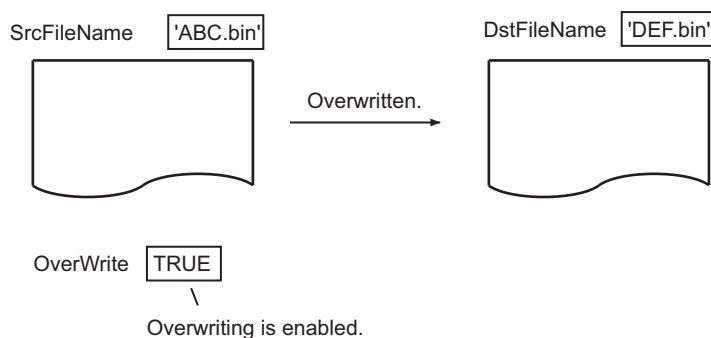 SrcFileName 'ABC.bin'
DstFileName 'DEF.bin'
Overwritten.
OverWrite TRUE
Overwriting is enabled.